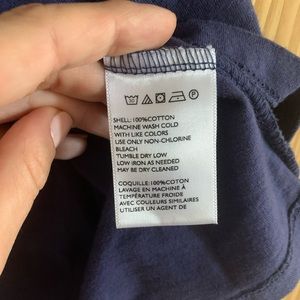 30 P
SHELL: 100%COTTON
MACHINE WASH COLD
WITH LIKE COLORS
USE ONLY NON-CHLORINE
BLEACH
TUMBLE DRY LOW
LOW IRON AS NEEDED
MAY BE DRY CLEANED
COQUILLE: 100%COTON
LAVAGE EN MACHINE À
TEMPÉRATURE FROIDE
AVEC COULEURS SIMILAIRES
UTILISER UN AGENT DE